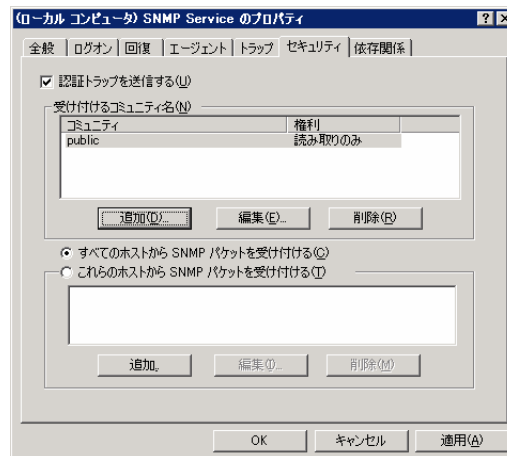 (ローカル コンピュータ) SNMP Service のプロパティ
全般 ログオン 回復 エージェント トラップ セキュリティ 依存関係
認証トラップを送信する(U)
受け付けるコミュニティ名(N)
コミュニティ 権利
public 読み取りのみ
追加(D)... 編集(E)... 削除(R)
すべてのホストから SNMP パケットを受け付ける(C)
これらのホストから SNMP パケットを受け付ける(T)
追加. 編集(I)... 削除(M)
OK キャンセル 適用(A)